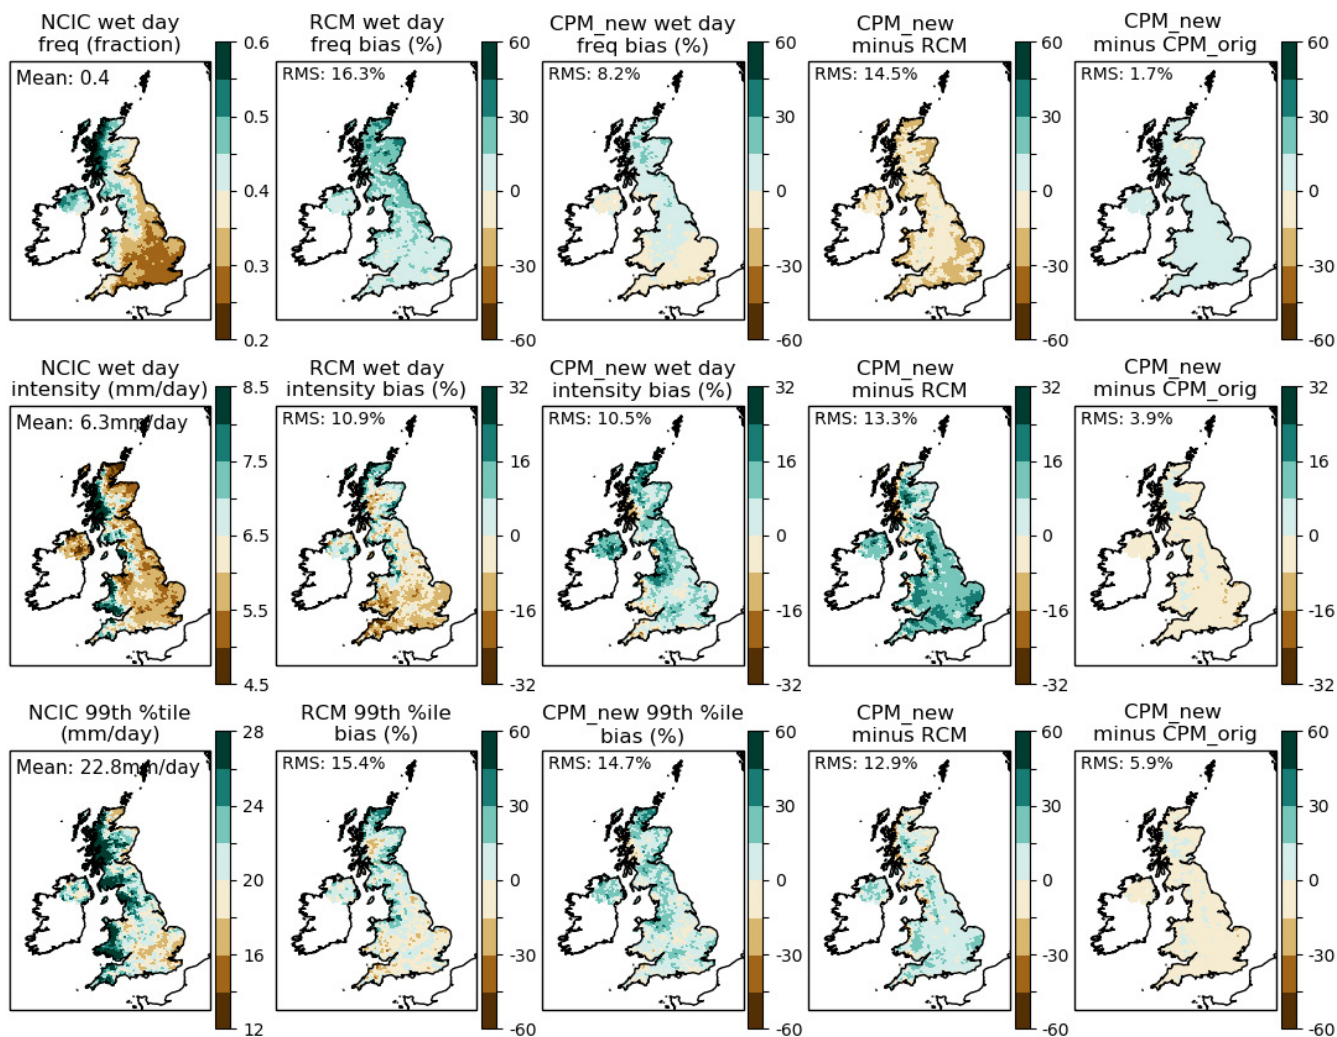 NCIC wet day
freq (fraction)
Mean: 0.4
0.6
0.5
0.4
0.3
0.2
RCM wet day
freq bias (%)
RMS: 16.3%
60
30
0
-30
-60
CPM_new wet day
freq bias (%)
RMS: 8.2%
60
30
0
-30
-60
CPM_new
minus RCM
RMS: 14.5%
60
30
0
-30
-60
CPM_new
minus CPM_orig
RMS: 1.7%
60
30
0
-30
-60
NCIC wet day
intensity (mm/day)
Mean: 6.3mm/day
8.5
7.5
6.5
5.5
4.5
RCM wet day
intensity bias (%)
RMS: 10.9%
32
16
0
-16
-32
CPM_new wet day
intensity bias (%)
RMS: 10.5%
32
16
0
-16
-32
CPM_new
minus RCM
RMS: 13.3%
32
16
0
-16
-32
CPM_new
minus CPM_orig
RMS: 3.9%
32
16
0
-16
-32
NCIC 99th %tile
(mm/day)
Mean: 22.8mm/day
28
24
20
16
12
RCM 99th %ile
bias (%)
RMS: 15.4%
60
30
0
-30
-60
CPM_new 99th %ile
bias (%)
RMS: 14.7%
60
30
0
-30
-60
CPM_new
minus RCM
RMS: 12.9%
60
30
0
-30
-60
CPM_new
minus CPM_orig
RMS: 5.9%
60
30
0
-30
-60